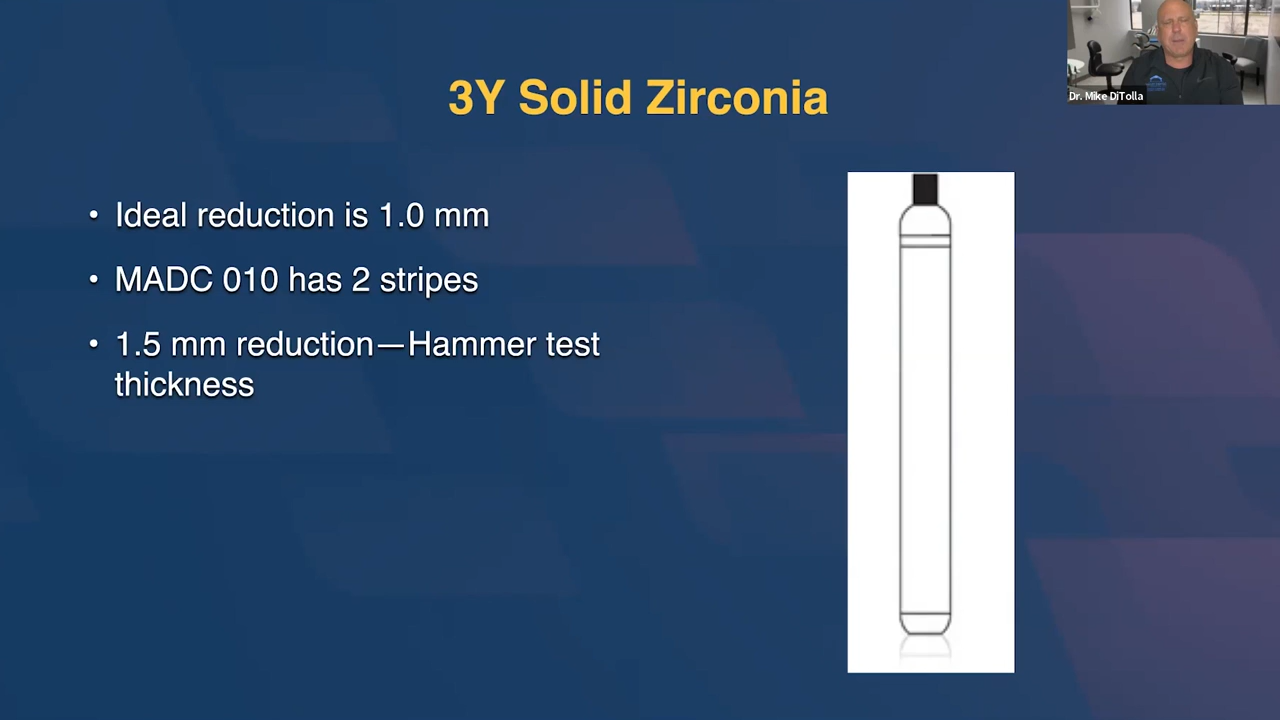 3Y Solid Zirconia
Dr. Mike DiTolla
• Ideal reduction is 1.0 mm
• MADC 010 has 2 stripes
• 1.5 mm reduction—Hammer test
thickness